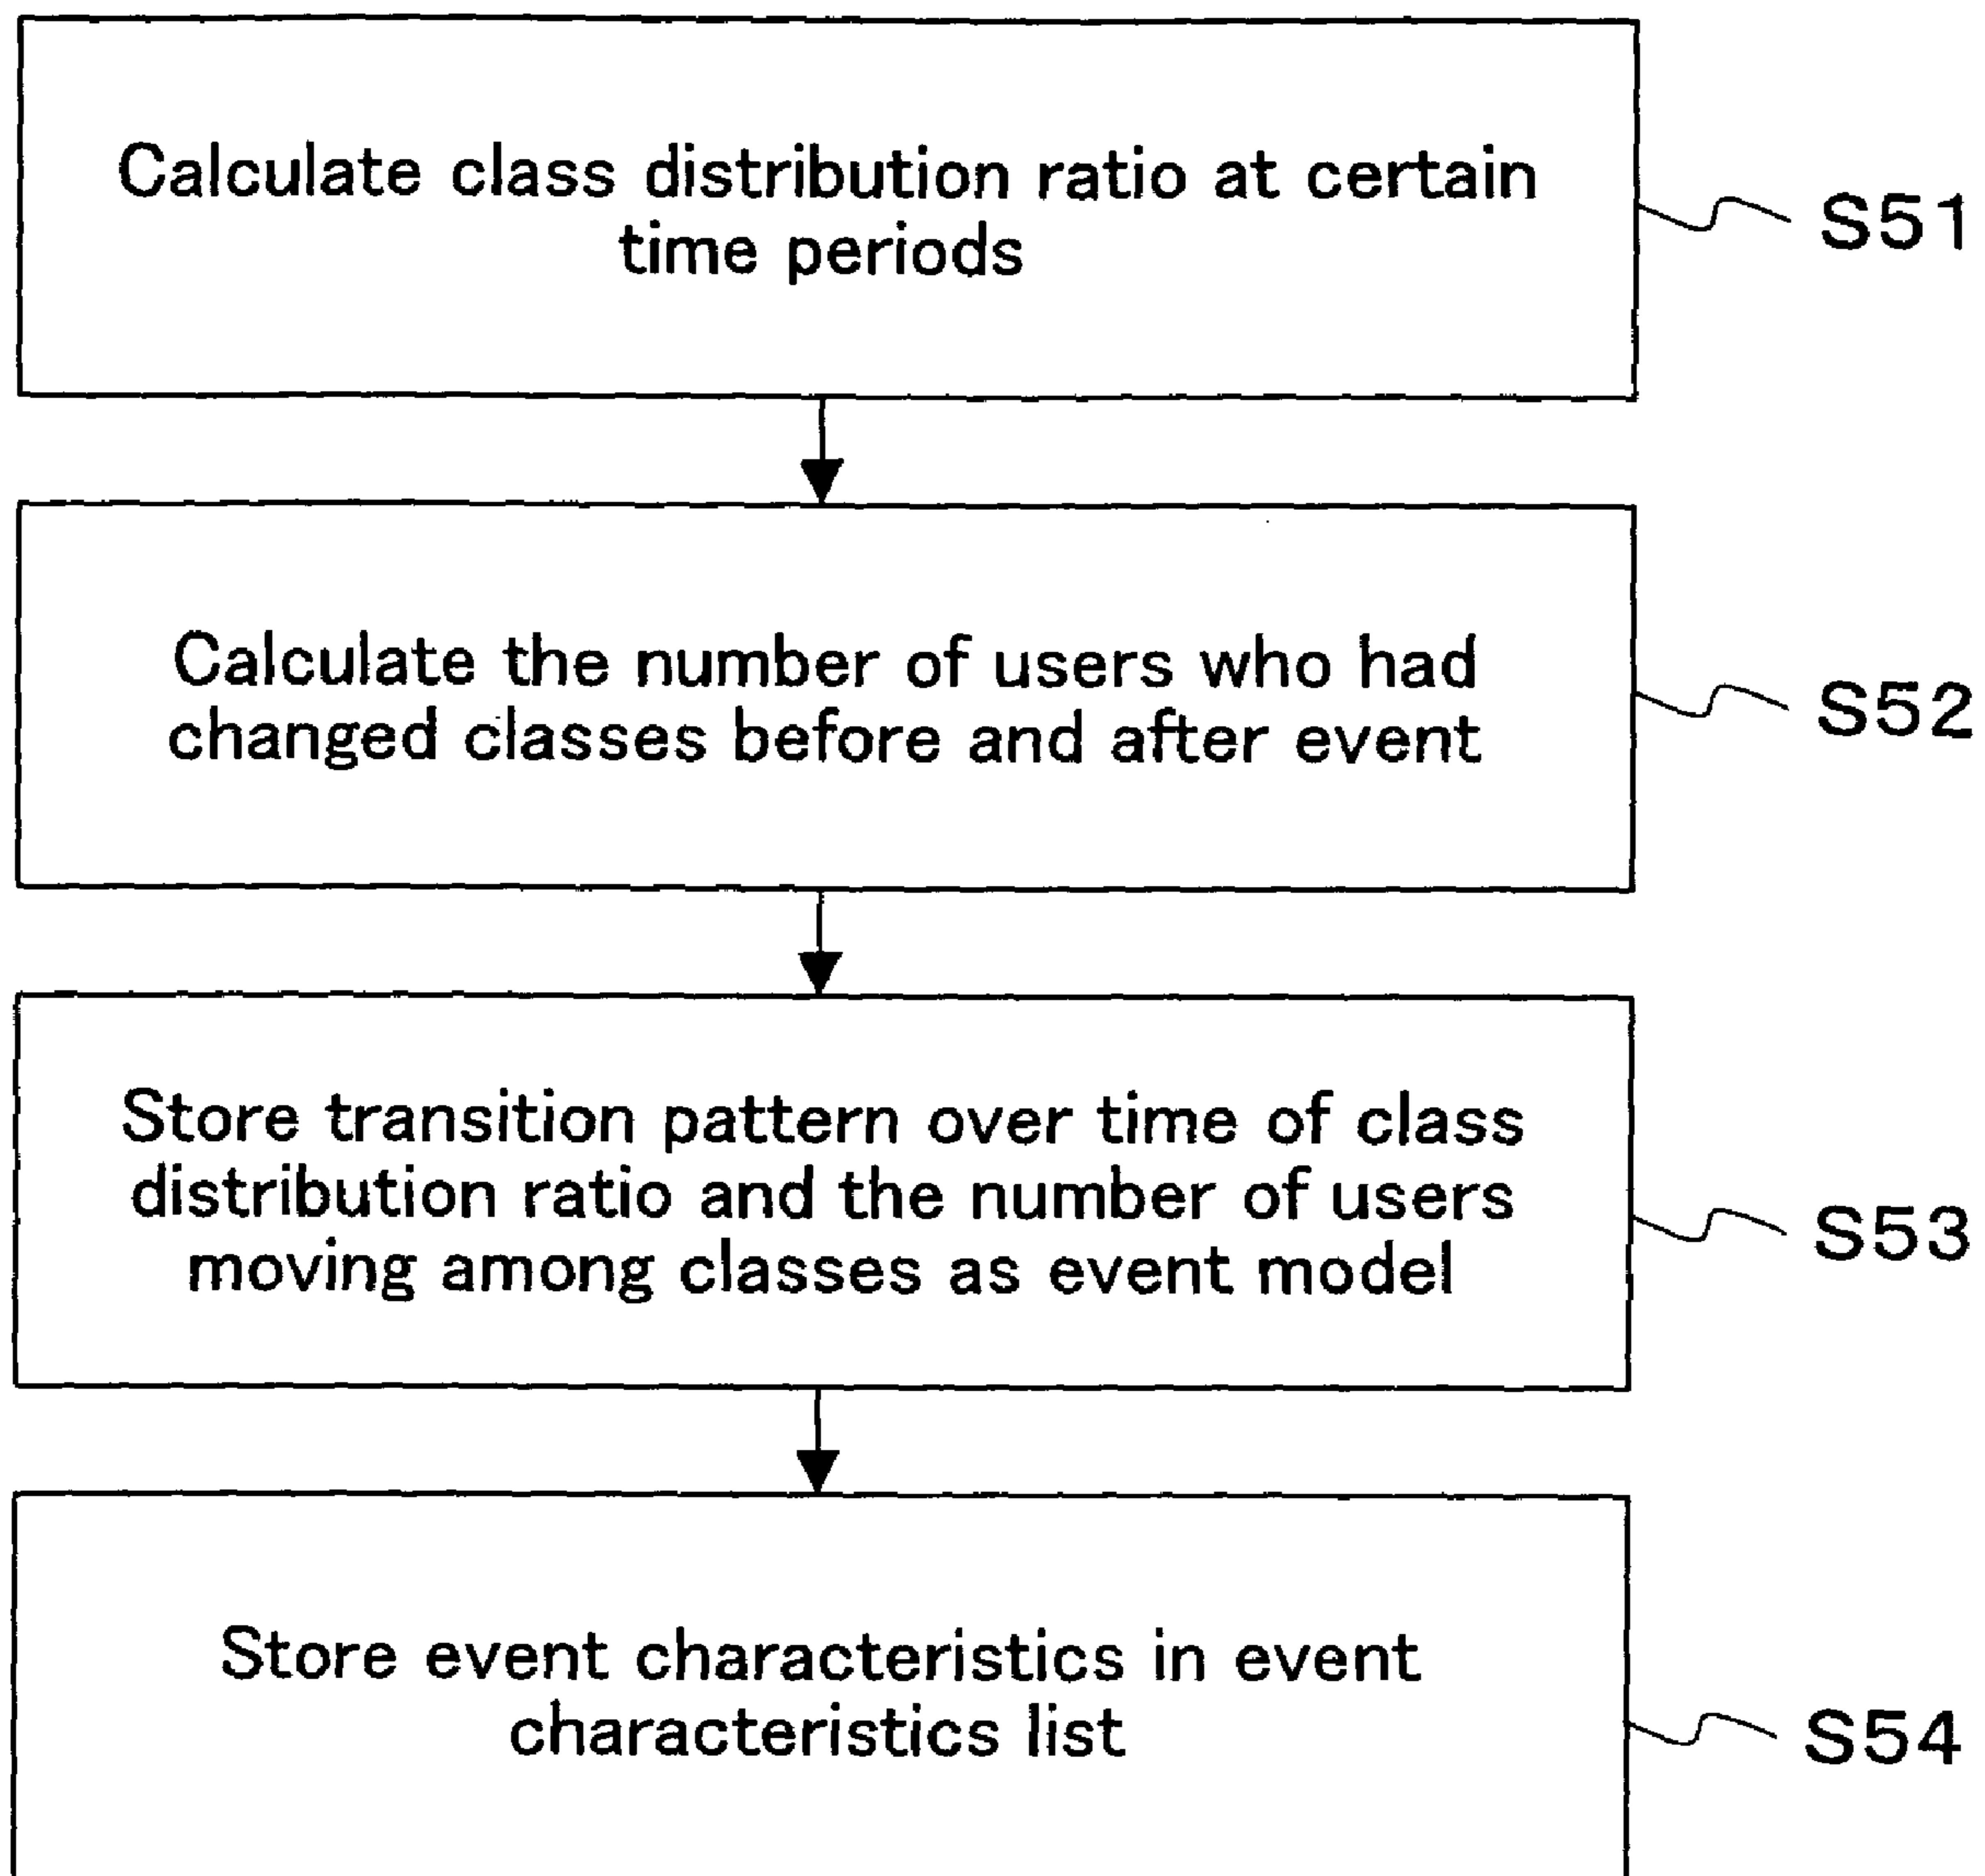 Calculate class distribution ratio at certain
time periods
S51
Calculate the number of users who had
changed classes before and after event
S52
Store transition pattern over time of class
distribution ratio and the number of users
moving among classes as event model
S53
Store event characteristics in event
characteristics list
S54